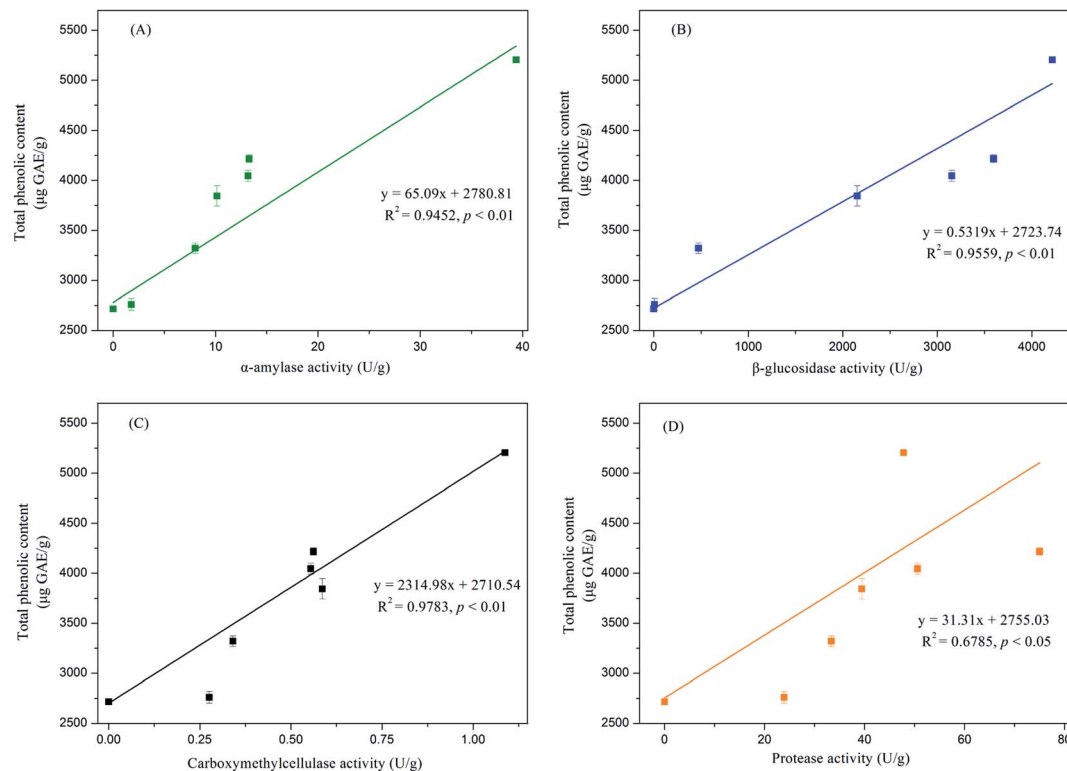 (A)
5500
5000
4500
4000
3500
3000
2500
Total phenolic content
(μg GAE/g)
y = 65.09x + 2780.81
R² = 0.9452, p < 0.01
0 10 20 30 40
α-amylase activity (U/g)
(B)
5500
5000
4500
4000
3500
3000
2500
Total phenolic content
(μg GAE/g)
y = 0.5319x + 2723.74
R² = 0.9559, p < 0.01
0 1000 2000 3000 4000
β-glucosidase activity (U/g)
(C)
5500
5000
4500
4000
3500
3000
2500
Total phenolic content
(μg GAE/g)
y = 2314.98x + 2710.54
R² = 0.9783, p < 0.01
0.00 0.25 0.50 0.75 1.00
Carboxymethylcellulase activity (U/g)
(D)
5500
5000
4500
4000
3500
3000
2500
Total phenolic content
(μg GAE/g)
y = 31.31x + 2755.03
R² = 0.6785, p < 0.05
0 20 40 60 80
Protease activity (U/g)